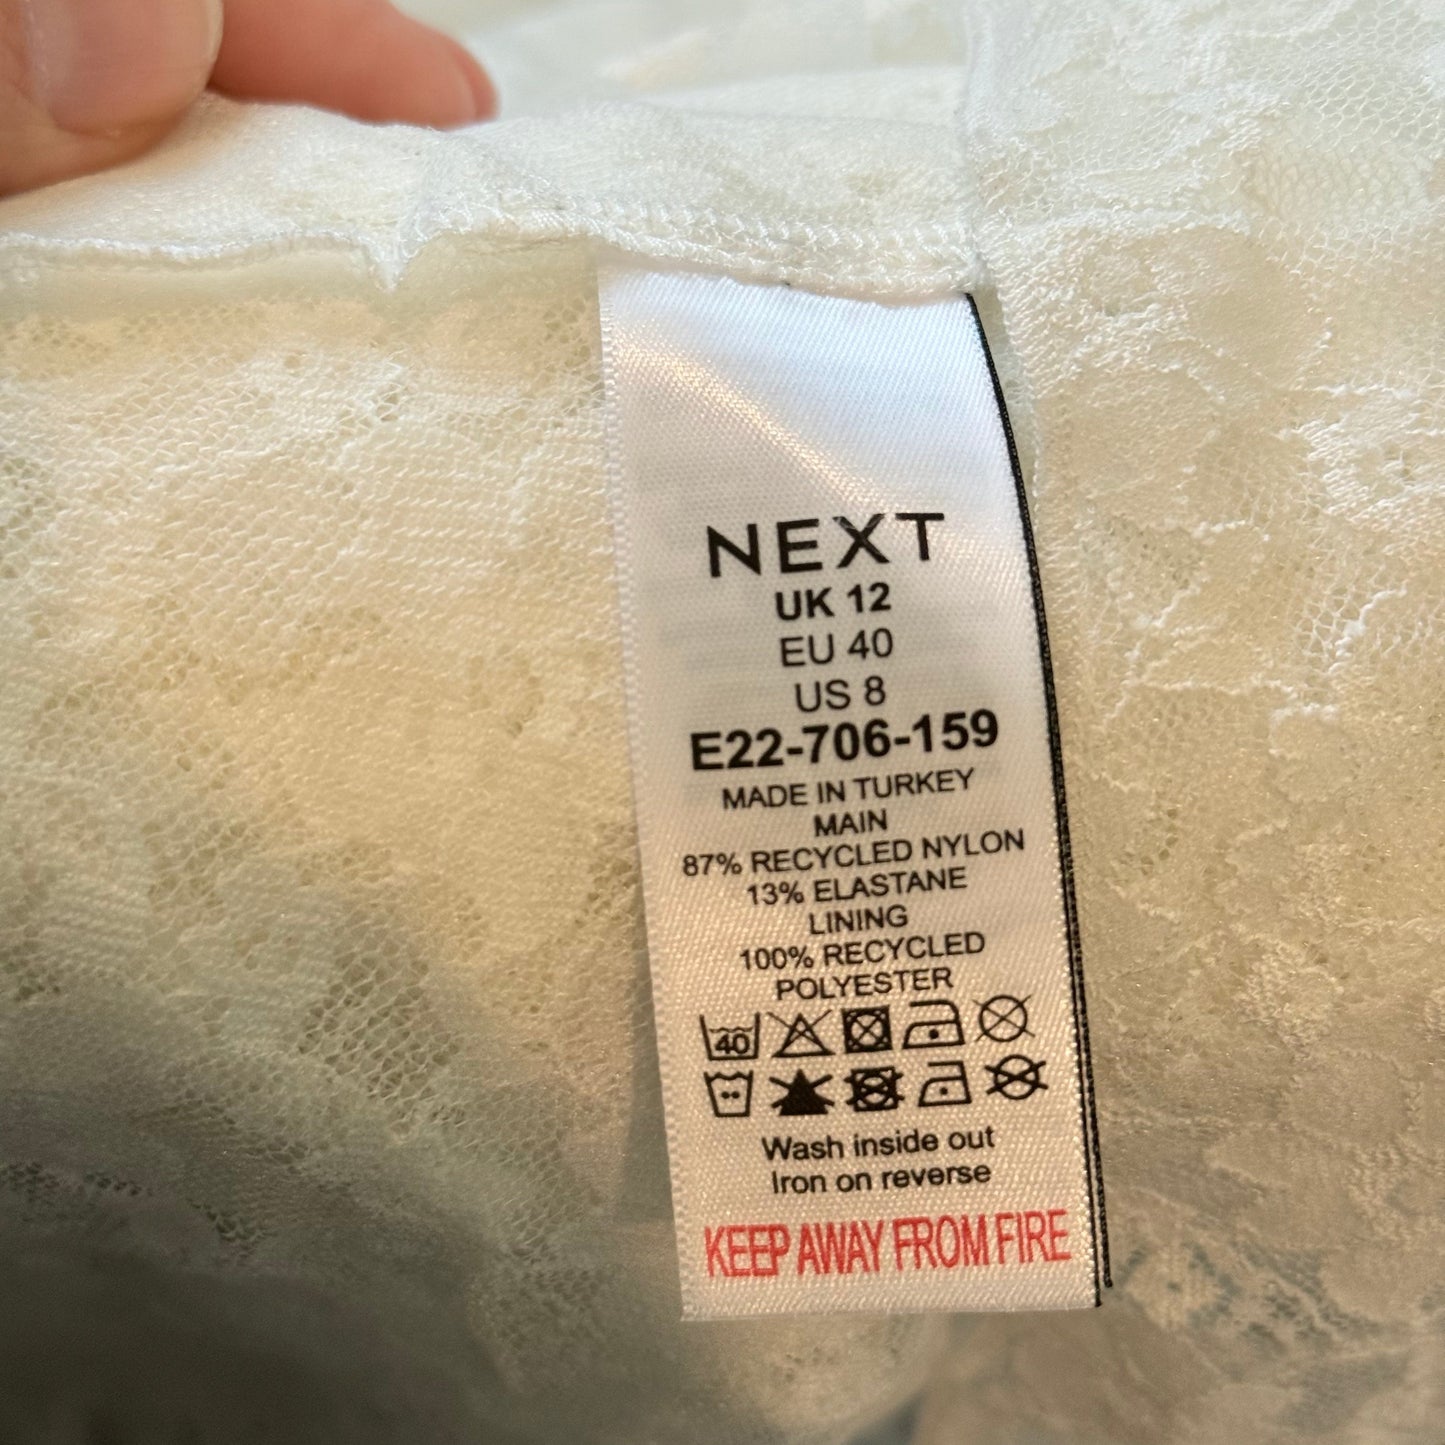 NEXT
UK 12
EU 40
US 8
E22-706-159
MADE IN TURKEY
MAIN
87% RECYCLED NYLON
13% ELASTANE
LINING
100% RECYCLED
POLYESTER
40
Wash inside out
Iron on reverse
KEEP AWAY FROM FIRE